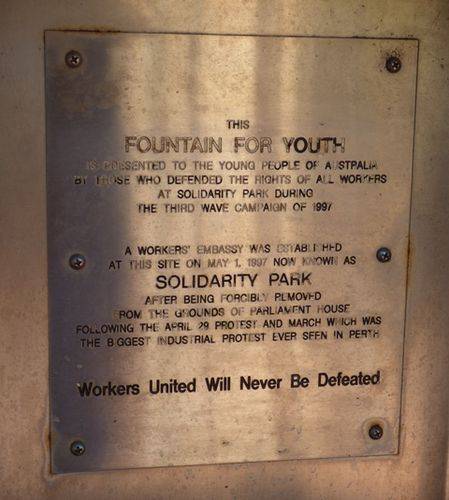 THIS
FOUNTAIN FOR YOUTH
IS PRESENTED TO THE YOUNG PEOPLE OF AUSTRALIA
BY THOSE WHO DEFENDED THE RIGHTS OF ALL WORKERS
AT SOLIDARITY PARK DURING
THE THIRD WAVE CAMPAIGN OF 1997
A WORKERS' EMBASSY WAS ESTABLISHED
AT THIS SITE ON MAY 1, 1997 NOW KNOWN AS
SOLIDARITY PARK
AFTER BEING FORCIBLY REMOVED
FROM THE GROUNDS OF PARLIAMENT HOUSE
FOLLOWING THE APRIL 29 PROTEST AND MARCH WHICH WAS
THE BIGGEST INDUSTRIAL PROTEST EVER SEEN IN PERTH
Workers United Will Never Be Defeated